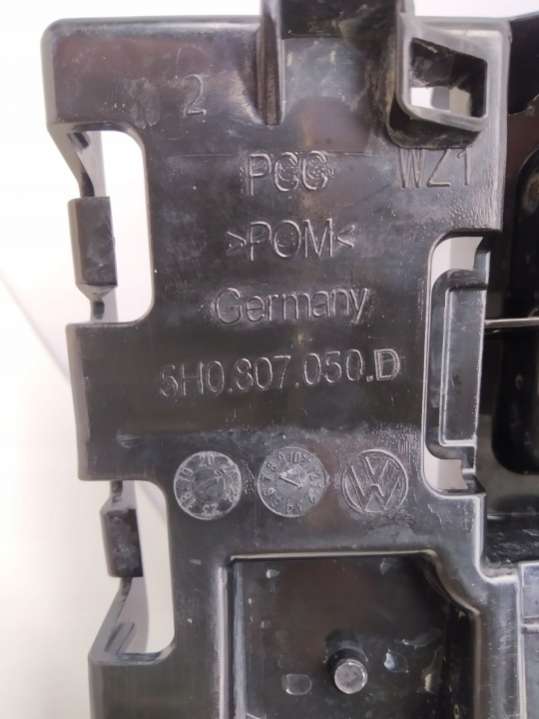 2
PCC WZ1
>POM<
Germany
5H0.807.050.D